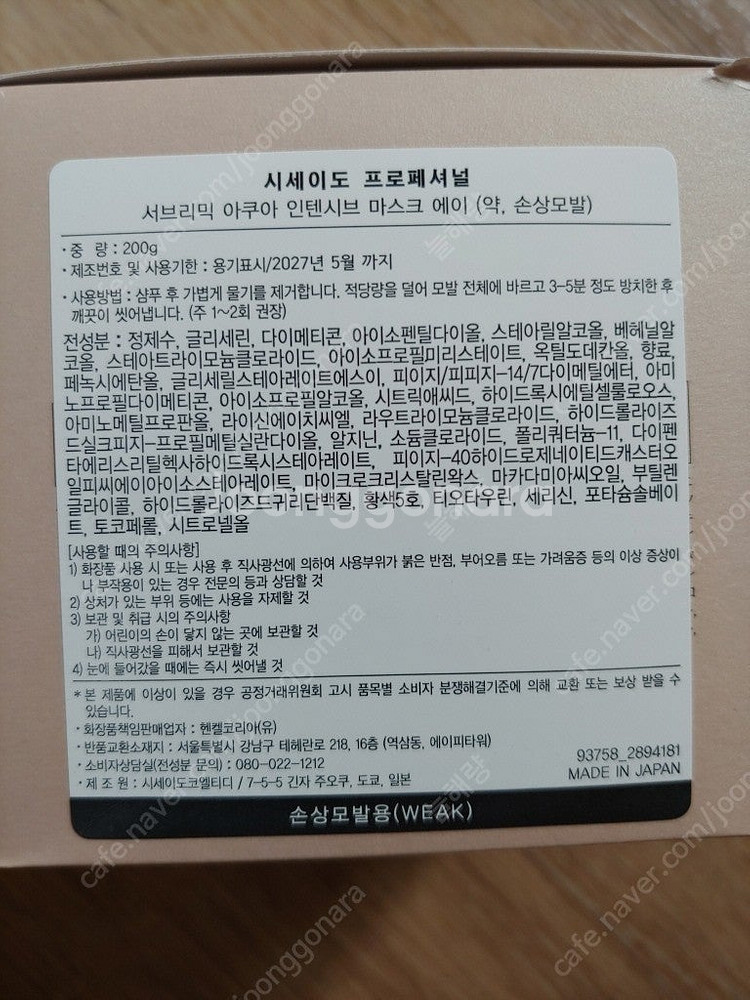 시세이도 프로페셔널
서브리믹 아쿠아 인텐시브 마스크 에이 (약, 손상모발)
·중 량 : 200g
·제조번호 및 사용기한 : 용기표시/2027년 5월 까지
·사용방법 : 샴푸 후 가볍게 물기를 제거합니다. 적당량을 덜어 모발 전체에 바르고 3-5분 정도 방치한 후
깨끗이 씻어냅니다. (주 1~2회 권장)
전성분 : 정제수, 글리세린, 다이메티콘, 아이소펜틸다이올, 스테아릴알코올, 베헤닐알
코올, 스테아트라이모늄클로라이드, 아이소프로필미리스테이트, 옥틸도데칸올, 향료,
페녹시에탄올, 글리세릴스테아레이트에스이, 피이지/피피지-14/7다이메틸에터, 아미
노프로필다이메티콘, 아이소프로필알코올, 시트릭애씨드, 하이드록시에틸셀룰로오스,
아미노메틸프로판올, 라이신에이치씨엘, 라우트라이모늄클로라이드, 하이드롤라이즈
드실크피지-프로필메틸실란다이올, 알지닌, 소듐클로라이드, 폴리쿼터늄-11, 다이펜
타에리스리틸헥사하이드록시스테아레이트, 피이지-40하이드로제네이티드캐스터오
일피씨에이아이소스테아레이트, 마이크로크리스탈린왁스, 마카다미아씨오일, 부틸렌
글라이콜, 하이드롤라이즈드귀리단백질, 황색5호, 티오타우린, 세리신, 포타슘솔베이
트, 토코페롤, 시트로넬올
[사용할 때의 주의사항]
1) 화장품 사용 시 또는 사용 후 직사광선에 의하여 사용부위가 붉은 반점, 부어오름 또는 가려움증 등의 이상 증상이
나 부작용이 있는 경우 전문의 등과 상담할 것
2) 상처가 있는 부위 등에는 사용을 자제할 것
3) 보관 및 취급 시의 주의사항
가) 어린이의 손이 닿지 않는 곳에 보관할 것
나) 직사광선을 피해서 보관할 것
4) 눈에 들어갔을 때에는 즉시 씻어낼 것
*본 제품에 이상이 있을 경우 공정거래위원회 고시 품목별 소비자 분쟁해결기준에 의해 교환 또는 보상 받을 수
있습니다.
·화장품책임판매업자 : 헨켈코리아(유)
·반품교환소재지 : 서울특별시 강남구 테헤란로 218, 16층 (역삼동, 에이피타워)
·소비자상담실(전성분 문의) : 080-022-1212
·제 조 원 : 시세이도코엘티디 / 7-5-5 긴자 주오쿠, 도쿄, 일본
93758_2894181
MADE IN JAPAN
손상모발용(WEAK)
joonggonara
늘해랑
cafe.naver.com/joonggonara